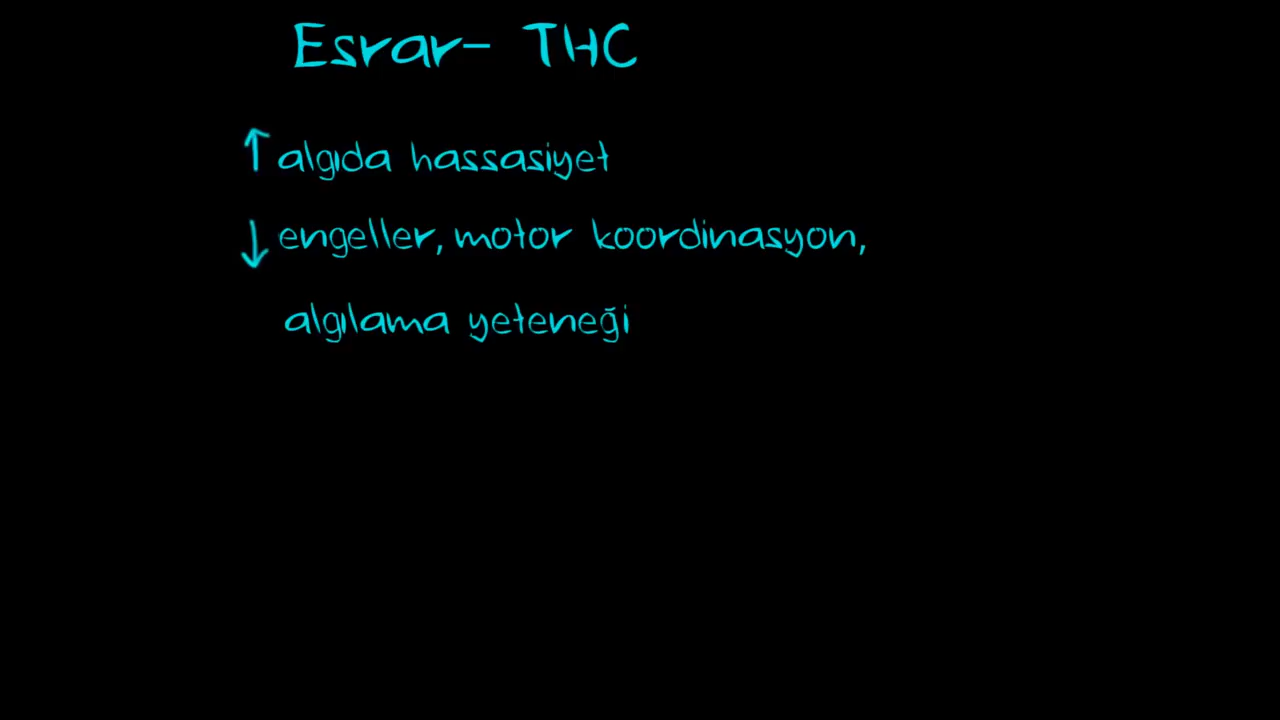 Esrar- THC
↑ algıda hassasiyet
↓ engeller, motor koordinasyon,
algılama yeteneği